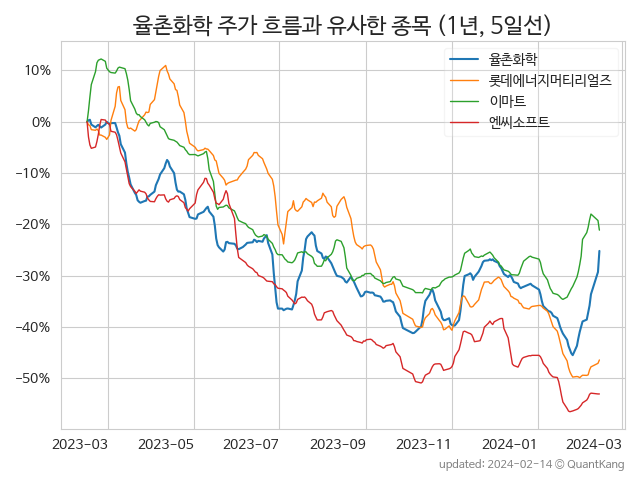 율촌화학 주가 흐름과 유사한 종목 (1년, 5일선)
율촌화학
롯데에너지머티리얼즈
이마트
엔씨소프트
10%
0%
−10%
−20%
−30%
−40%
−50%
2023−03 2023−05 2023−07 2023−09 2023−11 2024−01 2024−03
updated: 2024−02−14 © QuantKang